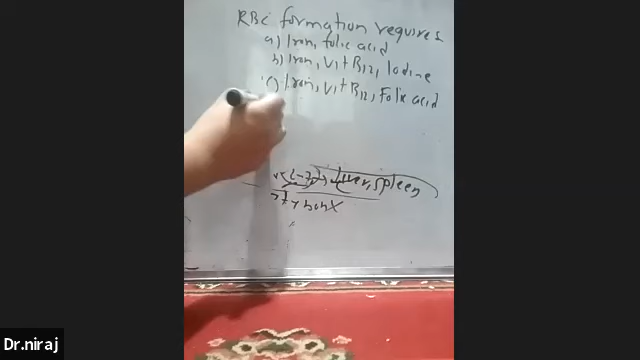 RBC formation requires
a) Iron, folic acid
b) Iron, Vit B12, Iodine
c) Iron, Vit B12, Folic acid
Liver, spleen
Dr.niraj